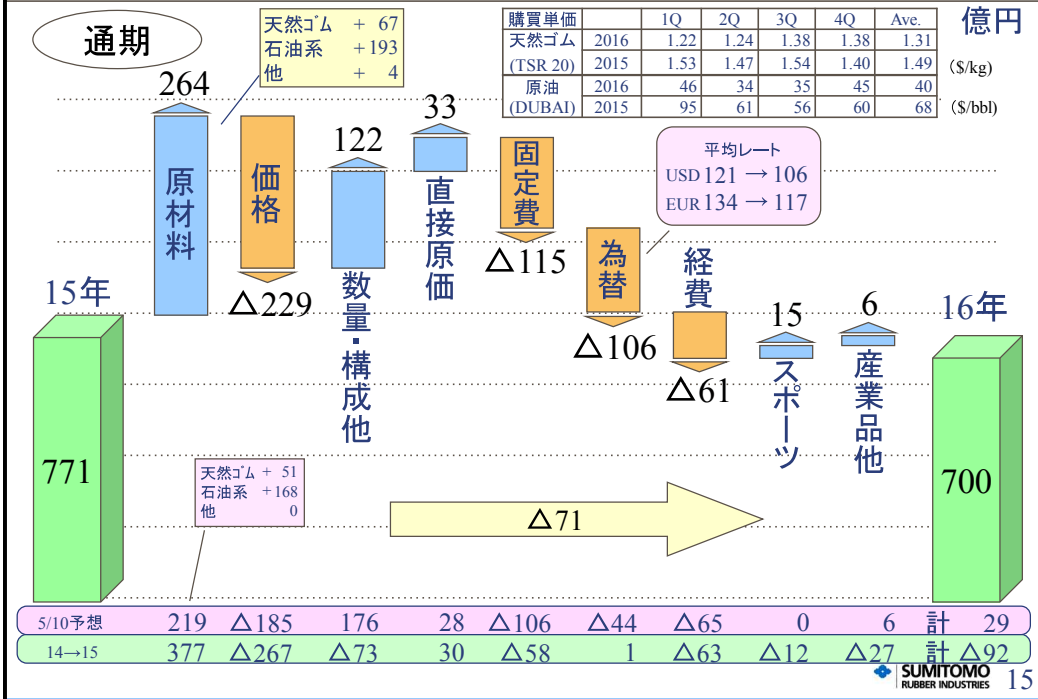 通期
天然ゴム + 67
石油系 +193
他 + 4
購買単価 1Q 2Q 3Q 4Q Ave.
天然ゴム 2016 1.22 1.24 1.38 1.38 1.31
(TSR 20) 2015 1.53 1.47 1.54 1.40 1.49
($/kg)
原油 2016 46 34 35 45 40
(DUBAI) 2015 95 61 56 60 68
($/bbl)
億円
15年
771
264
原材料
価格
△229
122
数量・構成他
33
直接原価
固定費
△115
平均レート
USD 121 → 106
EUR 134 → 117
為替
△106
経費
△61
15
スポーツ
6
産業品他
16年
700
天然ゴム + 51
石油系 +168
他 0
△71
5/10予想 219 △185 176 28 △106 △44 △65 0 6 計 29
14→15 377 △267 △73 30 △58 1 △63 △12 △27 計 △92
SUMITOMO
RUBBER INDUSTRIES
15